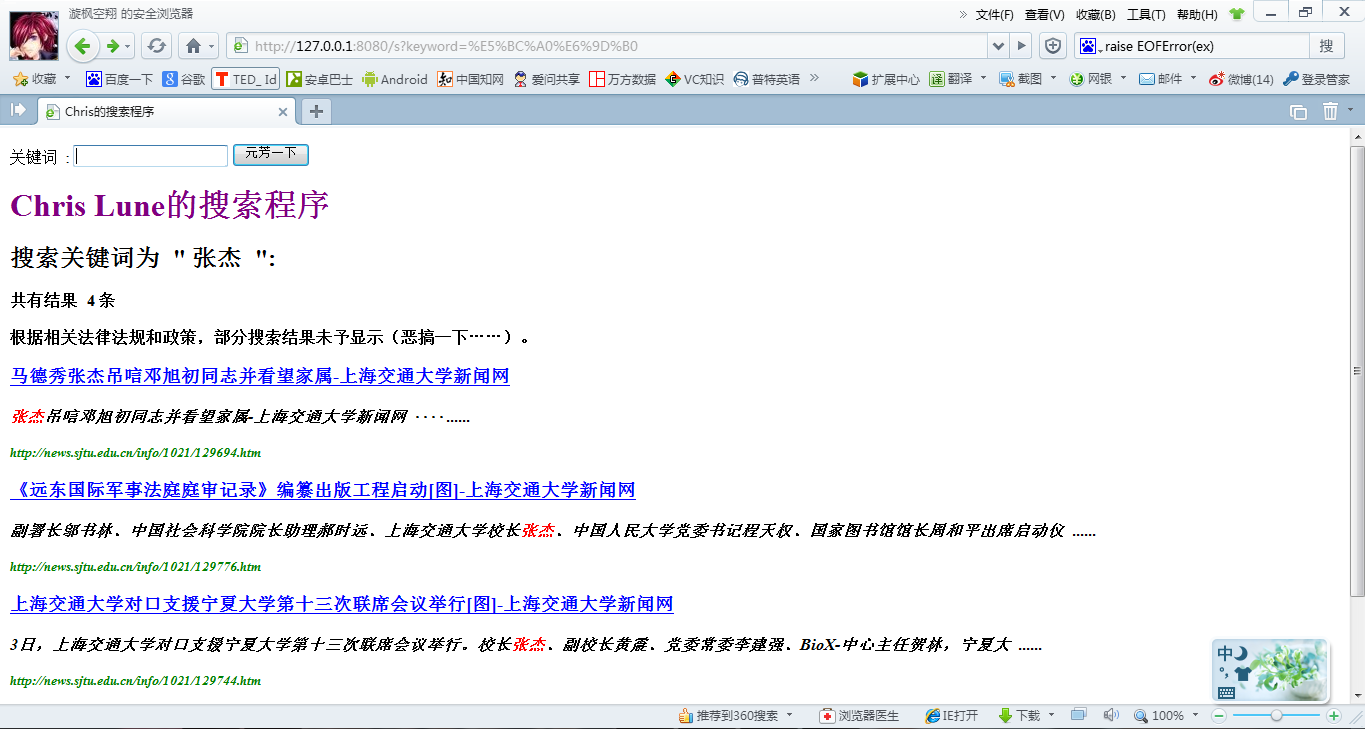 漩枫空翔 的安全浏览器
» 文件(F) 查看(V) 收藏(B) 工具(T) 帮助(H)
http://127.0.0.1:8080/s?keyword=%E5%BC%A0%E6%9D%B0 raise EOFError(ex) 搜
收藏 百度一下 谷歌 TED_Id 安卓巴士 Android 中国知网 爱问共享 万方数据 VC知识 普特英语 » 扩展中心 翻译 截图 网银 邮件 微博(14) 登录管家
Chris的搜索程序
关键词 : 元芳一下
Chris Lune的搜索程序
搜索关键词为 " 张杰 ":
共有结果 4 条
根据相关法律法规和政策，部分搜索结果未予显示（恶搞一下……）。
马德秀张杰吊唁邓旭初同志并看望家属-上海交通大学新闻网
张杰吊唁邓旭初同志并看望家属-上海交通大学新闻网 ····......
http://news.sjtu.edu.cn/info/1021/129694.htm
《远东国际军事法庭庭审记录》编纂出版工程启动[图]-上海交通大学新闻网
副署长邬书林、中国社会科学院院长助理郝时远、上海交通大学校长张杰、中国人民大学党委书记程天权、国家图书馆馆长周和平出席启动仪 ......
http://news.sjtu.edu.cn/info/1021/129776.htm
上海交通大学对口支援宁夏大学第十三次联席会议举行[图]-上海交通大学新闻网
3日，上海交通大学对口支援宁夏大学第十三次联席会议举行。校长张杰、副校长黄震、党委常委李建强、BioX-中心主任贺林，宁夏大 ......
http://news.sjtu.edu.cn/info/1021/129744.htm
中
推荐到360搜索 浏览器医生 IE打开 下载 100%